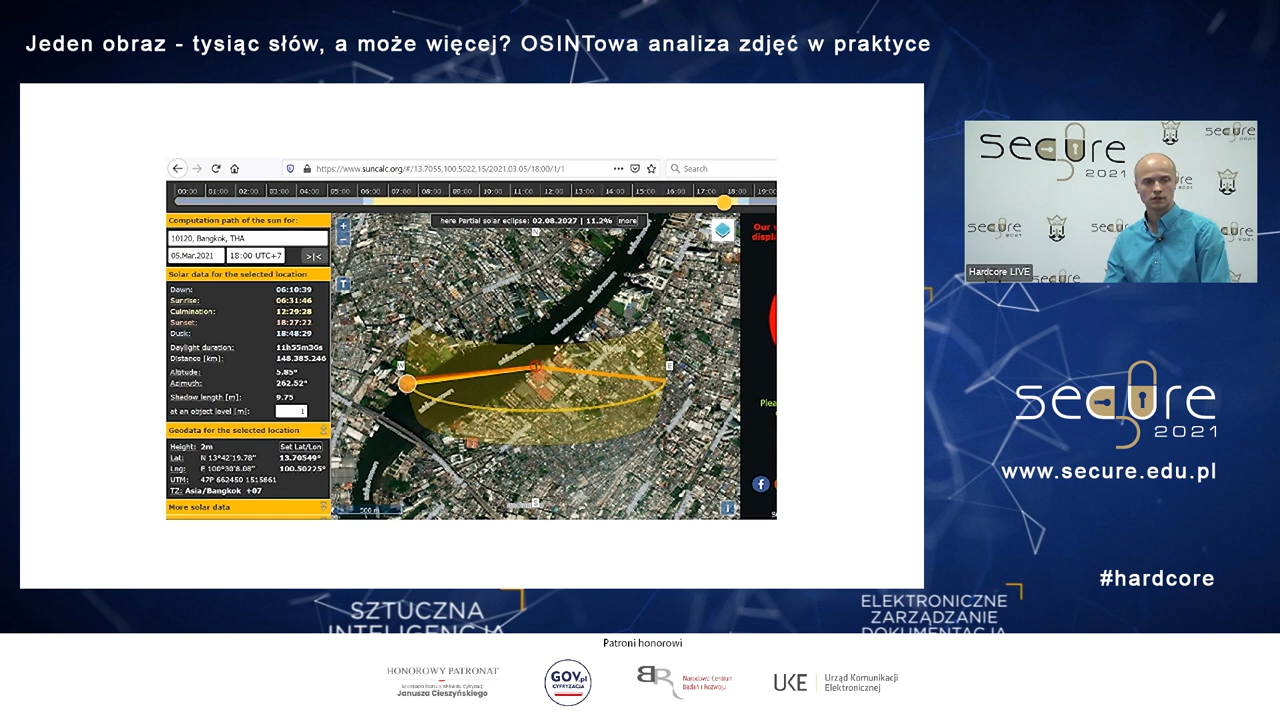 Jeden obraz - tysiąc słów, a może więcej? OSINTowa analiza zdjęć w praktyce
https://www.suncalc.org/#/13.7055,100.5022,15/2021.03.05/18:00/1/1
Search
00:00 01:00 02:00 03:00 04:00 05:00 06:00 07:00 08:00 09:00 10:00 11:00 12:00 13:00 14:00 15:00 16:00 17:00 18:00 19:00
Computation path of the sun for:
10120, Bangkok, THA
05.Mar.2021 18:00 UTC+7 >|<
Solar data for the selected location
Dawn: 06:10:39
Sunrise: 06:31:46
Culmination: 12:29:28
Sunset: 18:27:22
Dusk: 18:48:29
Daylight duration: 11h55m36s
Distance [km]: 148.385.246
Altitude: 5.85°
Azimuth: 262.52°
Shadow length [m]: 9.75
at an object level [m]: 1
Geodata for the selected location
Height: 2m Set Lat/Lon
Lat: N 13°42'19.78" 13.70549°
Lng: E 100°30'8.08" 100.50225°
UTM: 47P 662450 1515661
TZ: Asia/Bangkok +07
More solar data
here Partial solar eclipse: 02.08.2027 | 11.2% [more]
+
−
T
N
W
E
S
500 m
Our
Plea
SECURE
2021
Hardcore LIVE
SECURE
2021
www.secure.edu.pl
#hardcore
SZTUCZNA
INTELIGENCJA
ELEKTRONICZNE
ZARZĄDZANIE
DOKUMENTACJĄ
Patroni honorowi
HONOROWY PATRONAT
Janusza Cieszyńskiego
GOV.pl
CYFRYZACJA
Narodowe Centrum
Badań i Rozwoju
UKE
Urząd Komunikacji
Elektronicznej